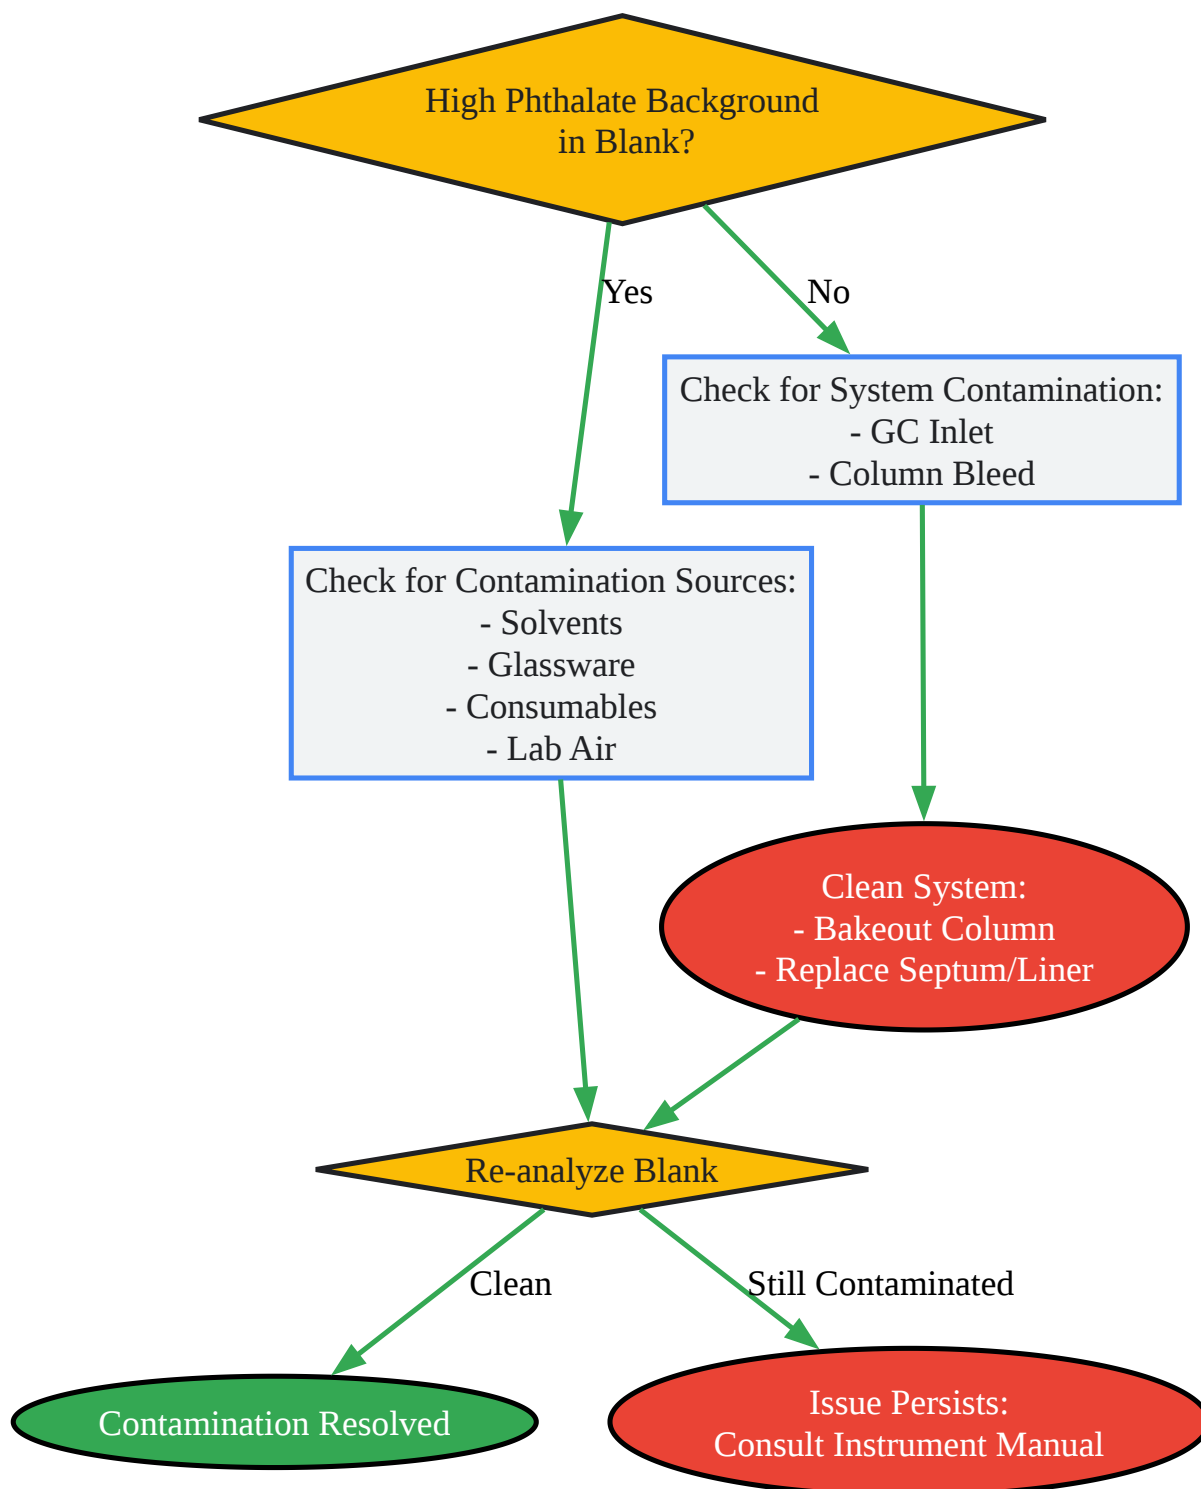 High Phthalate Background
in Blank?
Yes
No
Check for System Contamination:
- GC Inlet
- Column Bleed
Check for Contamination Sources:
- Solvents
- Glassware
- Consumables
- Lab Air
Clean System:
- Bakeout Column
- Replace Septum/Liner
Re-analyze Blank
Clean
Still Contaminated
Contamination Resolved
Issue Persists:
Consult Instrument Manual